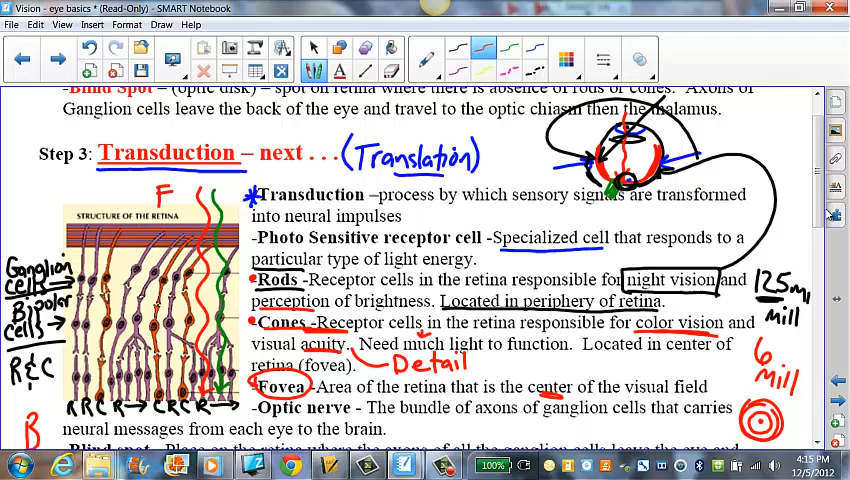 Vision - eye basics * (Read-Only) - SMART Notebook
File Edit View Insert Format Draw Help
-Blind Spot – (optic disk) – spot on retina where there is absence of rods or cones. Axons of
Ganglion cells leave the back of the eye and travel to the optic chiasm then the thalamus.
Step 3: Transduction – next . . . (Translation)
F
STRUCTURE OF THE RETINA
Ganglion
cells
Bipolar
cells
R & C
R R C R C R C R
B
*Transduction –process by which sensory signals are transformed
into neural impulses
-Photo Sensitive receptor cell -Specialized cell that responds to a
particular type of light energy.
-Rods -Receptor cells in the retina responsible for night vision and
perception of brightness. Located in periphery of retina.
-Cones -Receptor cells in the retina responsible for color vision and
visual acuity. Need much light to function. Located in center of
retina (fovea).
Detail
-Fovea -Area of the retina that is the center of the visual field
-Optic nerve - The bundle of axons of ganglion cells that carries
neural messages from each eye to the brain.
125 mi
mill
6
mill
100%
4:15 PM
12/5/2012